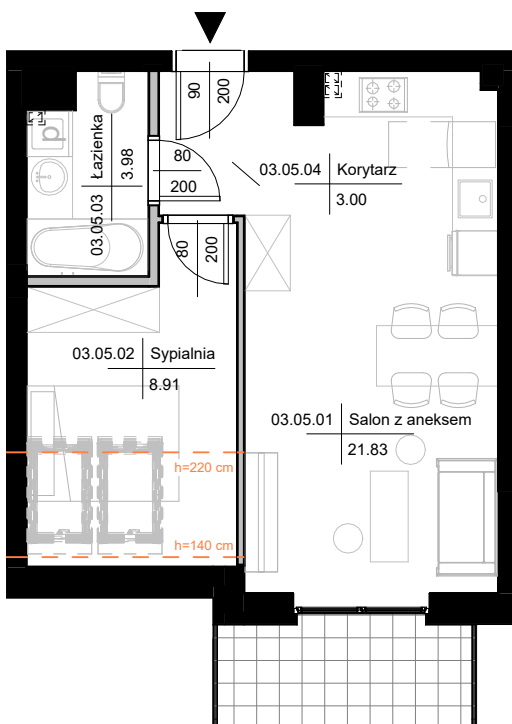 90
200
80
200
80
200
03.05.03
Łazienka
3.98
03.05.04 Korytarz
3.00
03.05.02 Sypialnia
8.91
03.05.01 Salon z aneksem
21.83
h=220 cm
h=140 cm